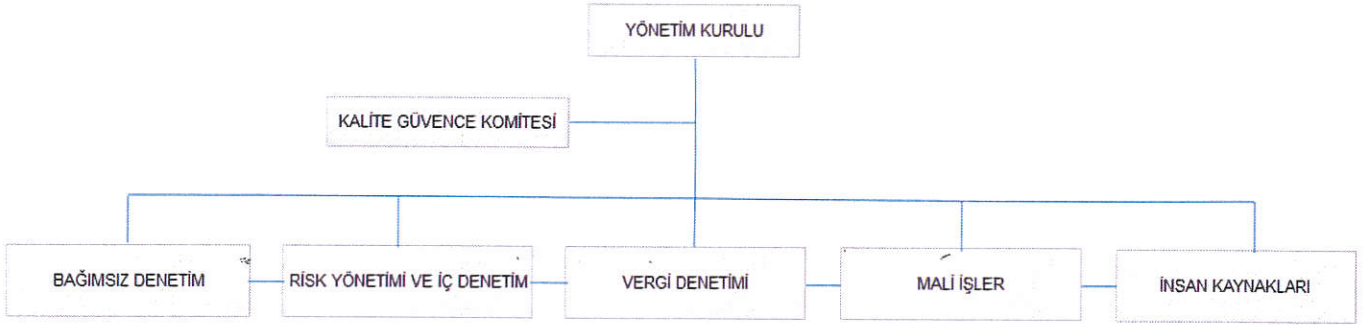 YÖNETİM KURULU
KALİTE GÜVENCE KOMİTESİ
BAĞIMSIZ DENETİM
RİSK YÖNETİMİ VE İÇ DENETİM
VERGİ DENETİMİ
MALİ İŞLER
İNSAN KAYNAKLARI